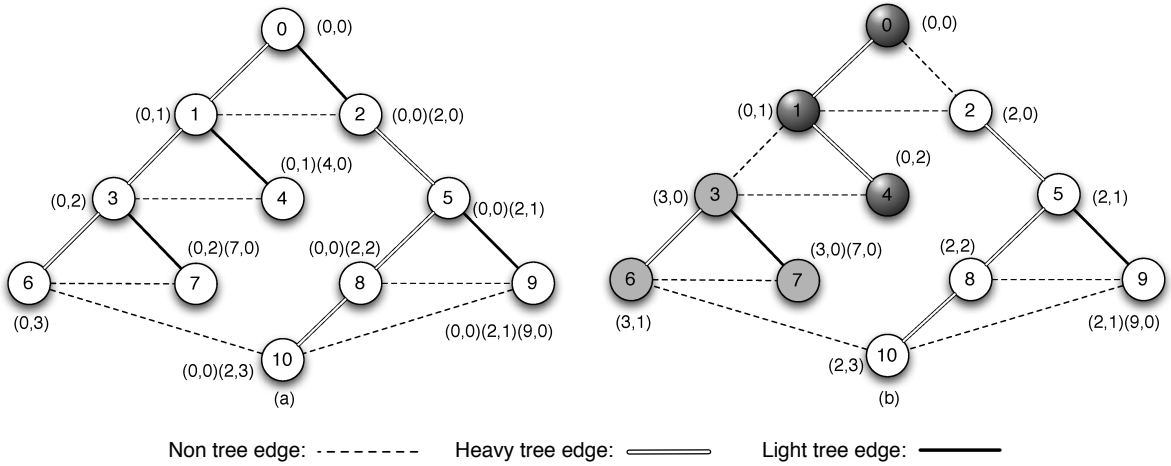 0 (0,0)
(0,1) 1 2 (0,0)(2,0)
(0,1)(4,0)
(0,2) 3 4 5 (0,0)(2,1)
(0,2)(7,0) (0,0)(2,2)
6 7 8 9
(0,3) (0,0)(2,1)(9,0)
(0,0)(2,3) 10
(a)
0 (0,0)
(0,1) 1 2 (2,0)
(0,2)
(3,0) 3 4 5 (2,1)
(3,0)(7,0) (2,2)
6 7 8 9
(3,1) (2,1)(9,0)
(2,3) 10
(b)
Non tree edge: Heavy tree edge: Light tree edge: